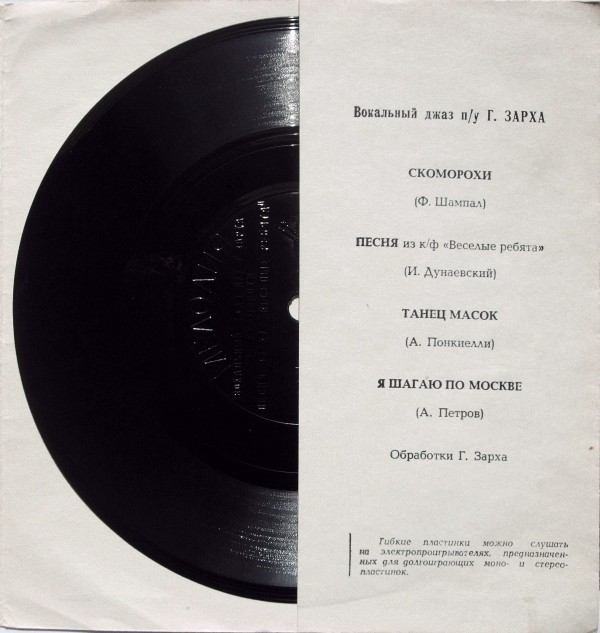 Вокальный джаз п/у Г. ЗАРХА
СКОМОРОХИ
(Ф. Шампал)
ПЕСНЯ из к/ф «Веселые ребята»
(И. Дунаевский)
ТАНЕЦ МАСОК
(А. Понкиелли)
Я ШАГАЮ ПО МОСКВЕ
(А. Петров)
Обработки Г. Зарха
Гибкие пластинки можно слушать
на электропроигрывателях, предназначен-
ных для долгоиграющих моно- и стерео-
пластинок.